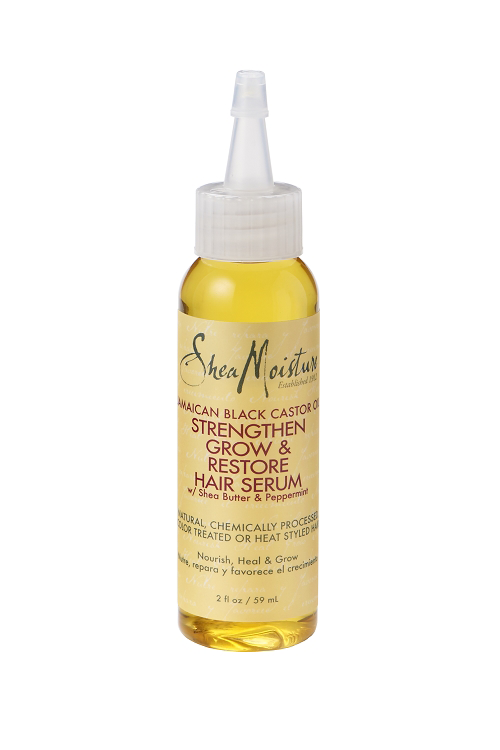 SheaMoisture
Established 1912
JAMAICAN BLACK CASTOR OIL
STRENGTHEN
GROW &
RESTORE
HAIR SERUM
w/ Shea Butter & Peppermint
NATURAL, CHEMICALLY PROCESSED,
COLOR TREATED OR HEAT STYLED HAIR
Nourish, Heal & Grow
Nutre, repara y favorece el crecimiento
2 fl oz / 59 mL